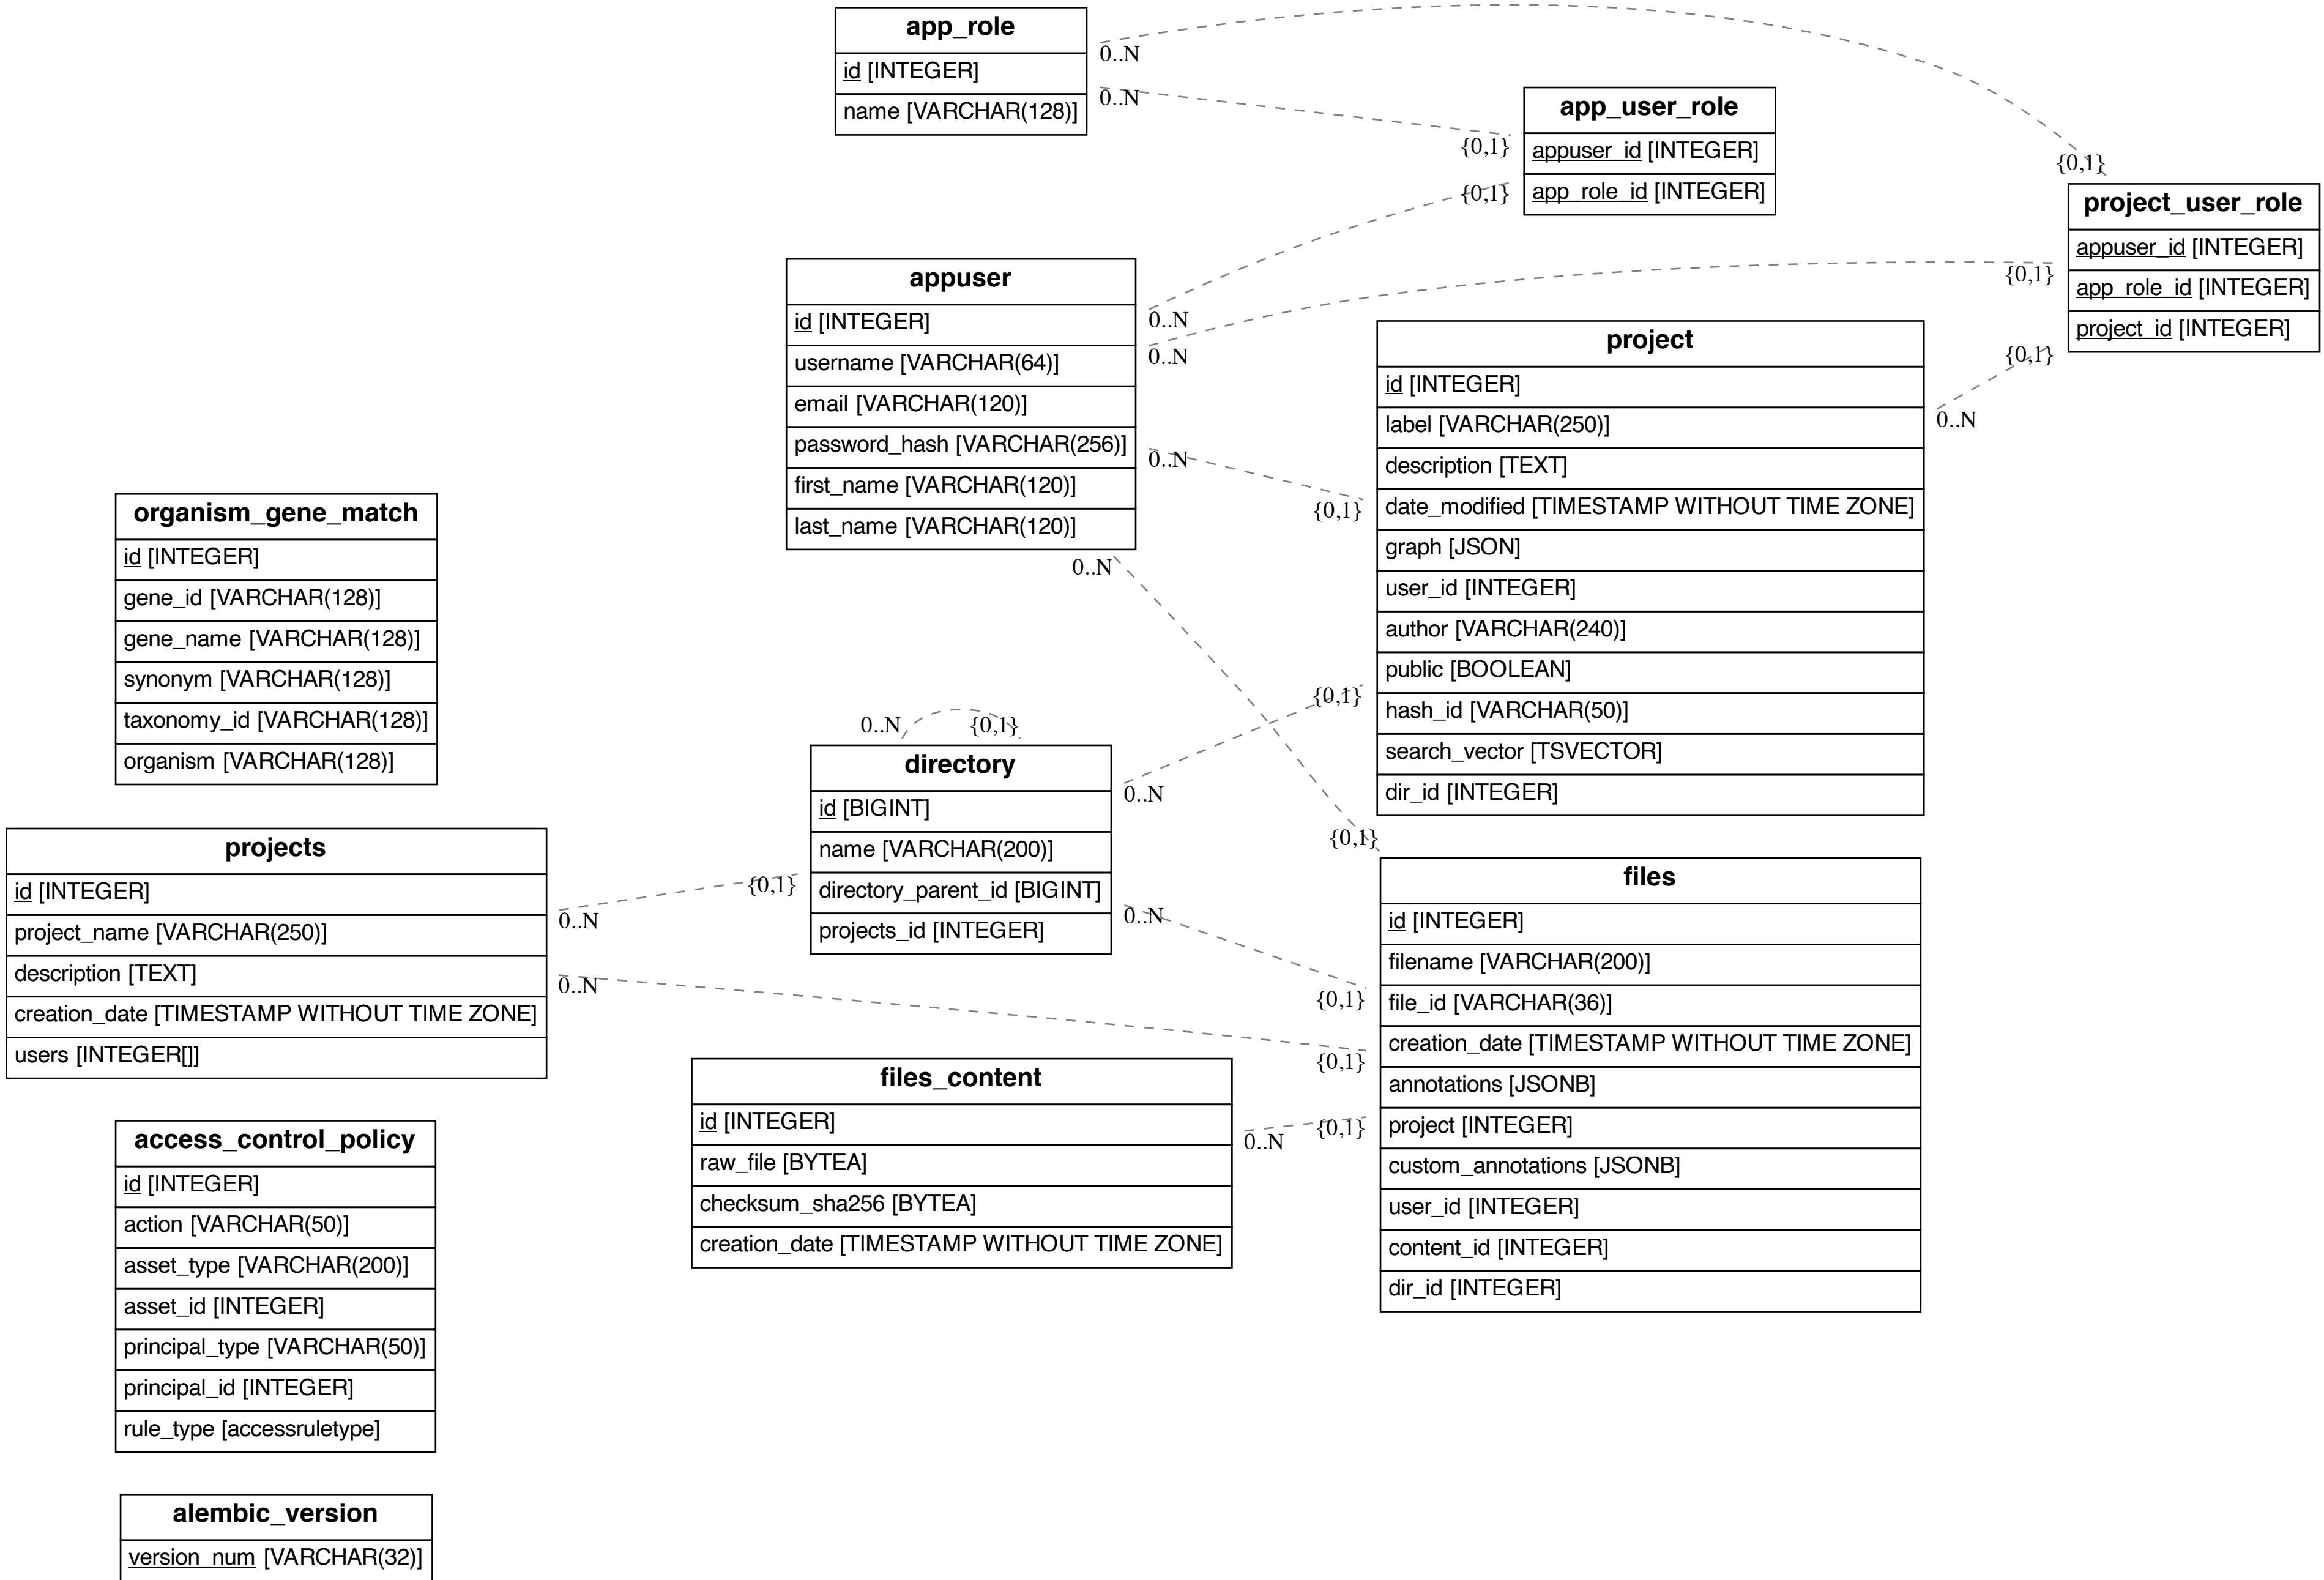 app_role
id [INTEGER]
name [VARCHAR(128)]
0..N
0..N
app_user_role
appuser_id [INTEGER]
app_role_id [INTEGER]
{0,1}
{0,1}
{0,1}
project_user_role
appuser_id [INTEGER]
app_role_id [INTEGER]
project_id [INTEGER]
{0,1}
{0,1}
appuser
id [INTEGER]
username [VARCHAR(64)]
email [VARCHAR(120)]
password_hash [VARCHAR(256)]
first_name [VARCHAR(120)]
last_name [VARCHAR(120)]
0..N
0..N
0..N
0..N
project
id [INTEGER]
label [VARCHAR(250)]
description [TEXT]
date_modified [TIMESTAMP WITHOUT TIME ZONE]
graph [JSON]
user_id [INTEGER]
author [VARCHAR(240)]
public [BOOLEAN]
hash_id [VARCHAR(50)]
search_vector [TSVECTOR]
dir_id [INTEGER]
0..N
{0,1}
{0,1}
organism_gene_match
id [INTEGER]
gene_id [VARCHAR(128)]
gene_name [VARCHAR(128)]
synonym [VARCHAR(128)]
taxonomy_id [VARCHAR(128)]
organism [VARCHAR(128)]
0..N
{0,1}
directory
id [BIGINT]
name [VARCHAR(200)]
directory_parent_id [BIGINT]
projects_id [INTEGER]
0..N
{0,1}
0..N
projects
id [INTEGER]
project_name [VARCHAR(250)]
description [TEXT]
creation_date [TIMESTAMP WITHOUT TIME ZONE]
users [INTEGER[]]
0..N
0..N
{0,1}
files
id [INTEGER]
filename [VARCHAR(200)]
file_id [VARCHAR(36)]
creation_date [TIMESTAMP WITHOUT TIME ZONE]
annotations [JSONB]
project [INTEGER]
custom_annotations [JSONB]
user_id [INTEGER]
content_id [INTEGER]
dir_id [INTEGER]
{0,1}
{0,1}
{0,1}
files_content
id [INTEGER]
raw_file [BYTEA]
checksum_sha256 [BYTEA]
creation_date [TIMESTAMP WITHOUT TIME ZONE]
0..N
access_control_policy
id [INTEGER]
action [VARCHAR(50)]
asset_type [VARCHAR(200)]
asset_id [INTEGER]
principal_type [VARCHAR(50)]
principal_id [INTEGER]
rule_type [accessruletype]
alembic_version
version_num [VARCHAR(32)]